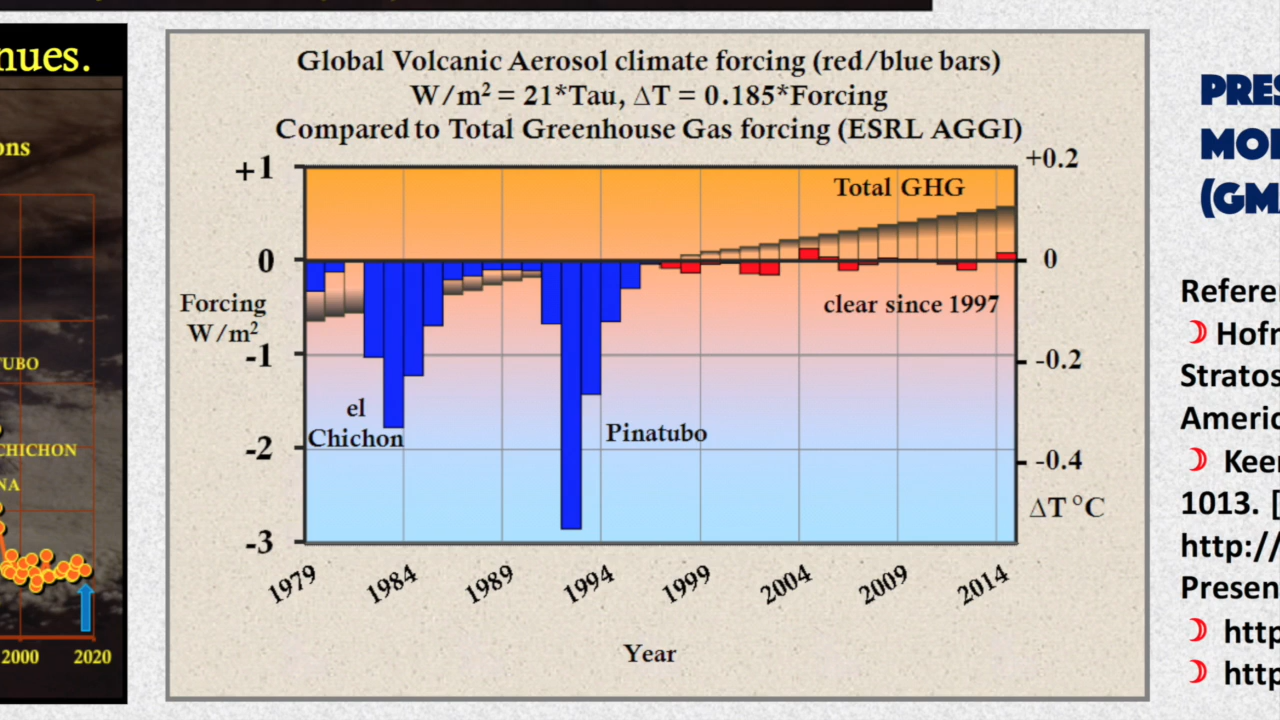 nues.
ons
TUBO
CHICHON
NA
2000 2020
Global Volcanic Aerosol climate forcing (red/blue bars)
W/m² = 21*Tau, ΔT = 0.185*Forcing
Compared to Total Greenhouse Gas forcing (ESRL AGGI)
+1
0
-1
-2
-3
Forcing
W/m²
+0.2
0
-0.2
-0.4
ΔT °C
Total GHG
clear since 1997
el
Chichon
Pinatubo
1979 1984 1989 1994 1999 2004 2009 2014
Year
PRES
MO
(GM
Refere
Hofr
Stratos
Americ
Keer
1013. [
http://
Presen
http
http